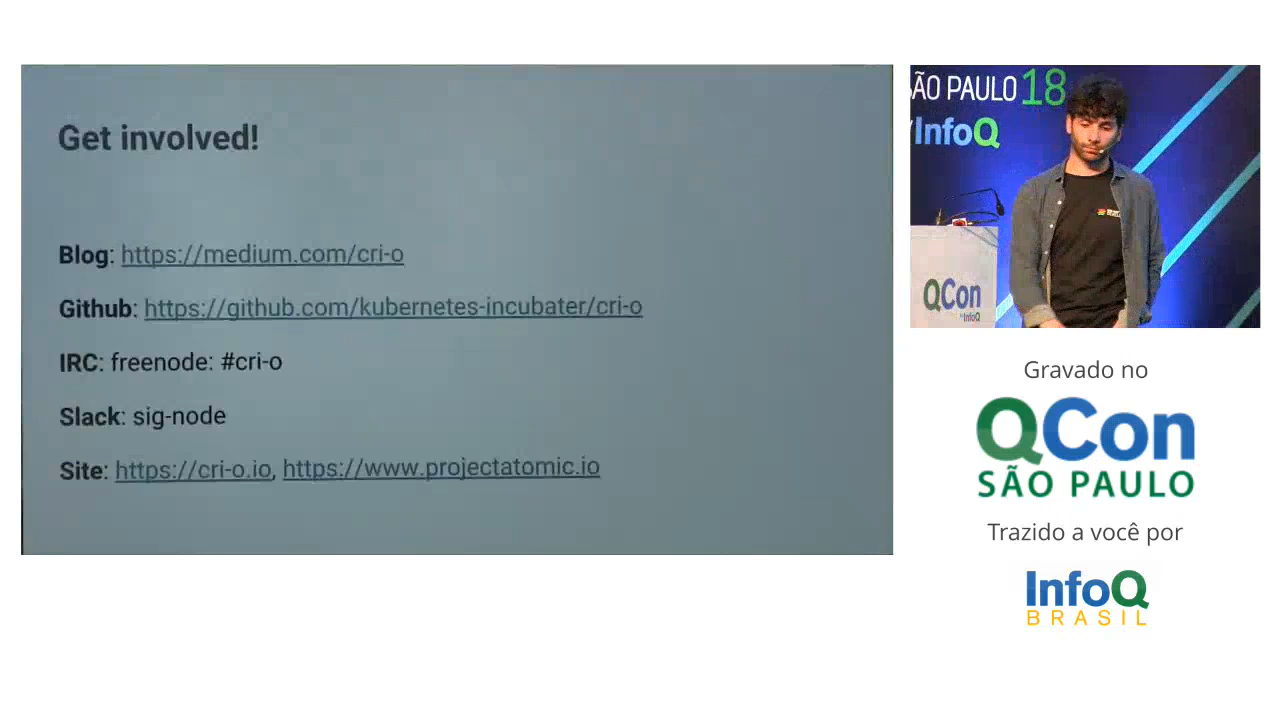 Get involved!
Blog: https://medium.com/cri-o
Github: https://github.com/kubernetes-incubater/cri-o
IRC: freenode: #cri-o
Slack: sig-node
Site: https://cri-o.io, https://www.projectatomic.io
SÃO PAULO 18
InfoQ
QCon
by InfoQ
Gravado no
QCon
SÃO PAULO
Trazido a você por
InfoQ
BRASIL